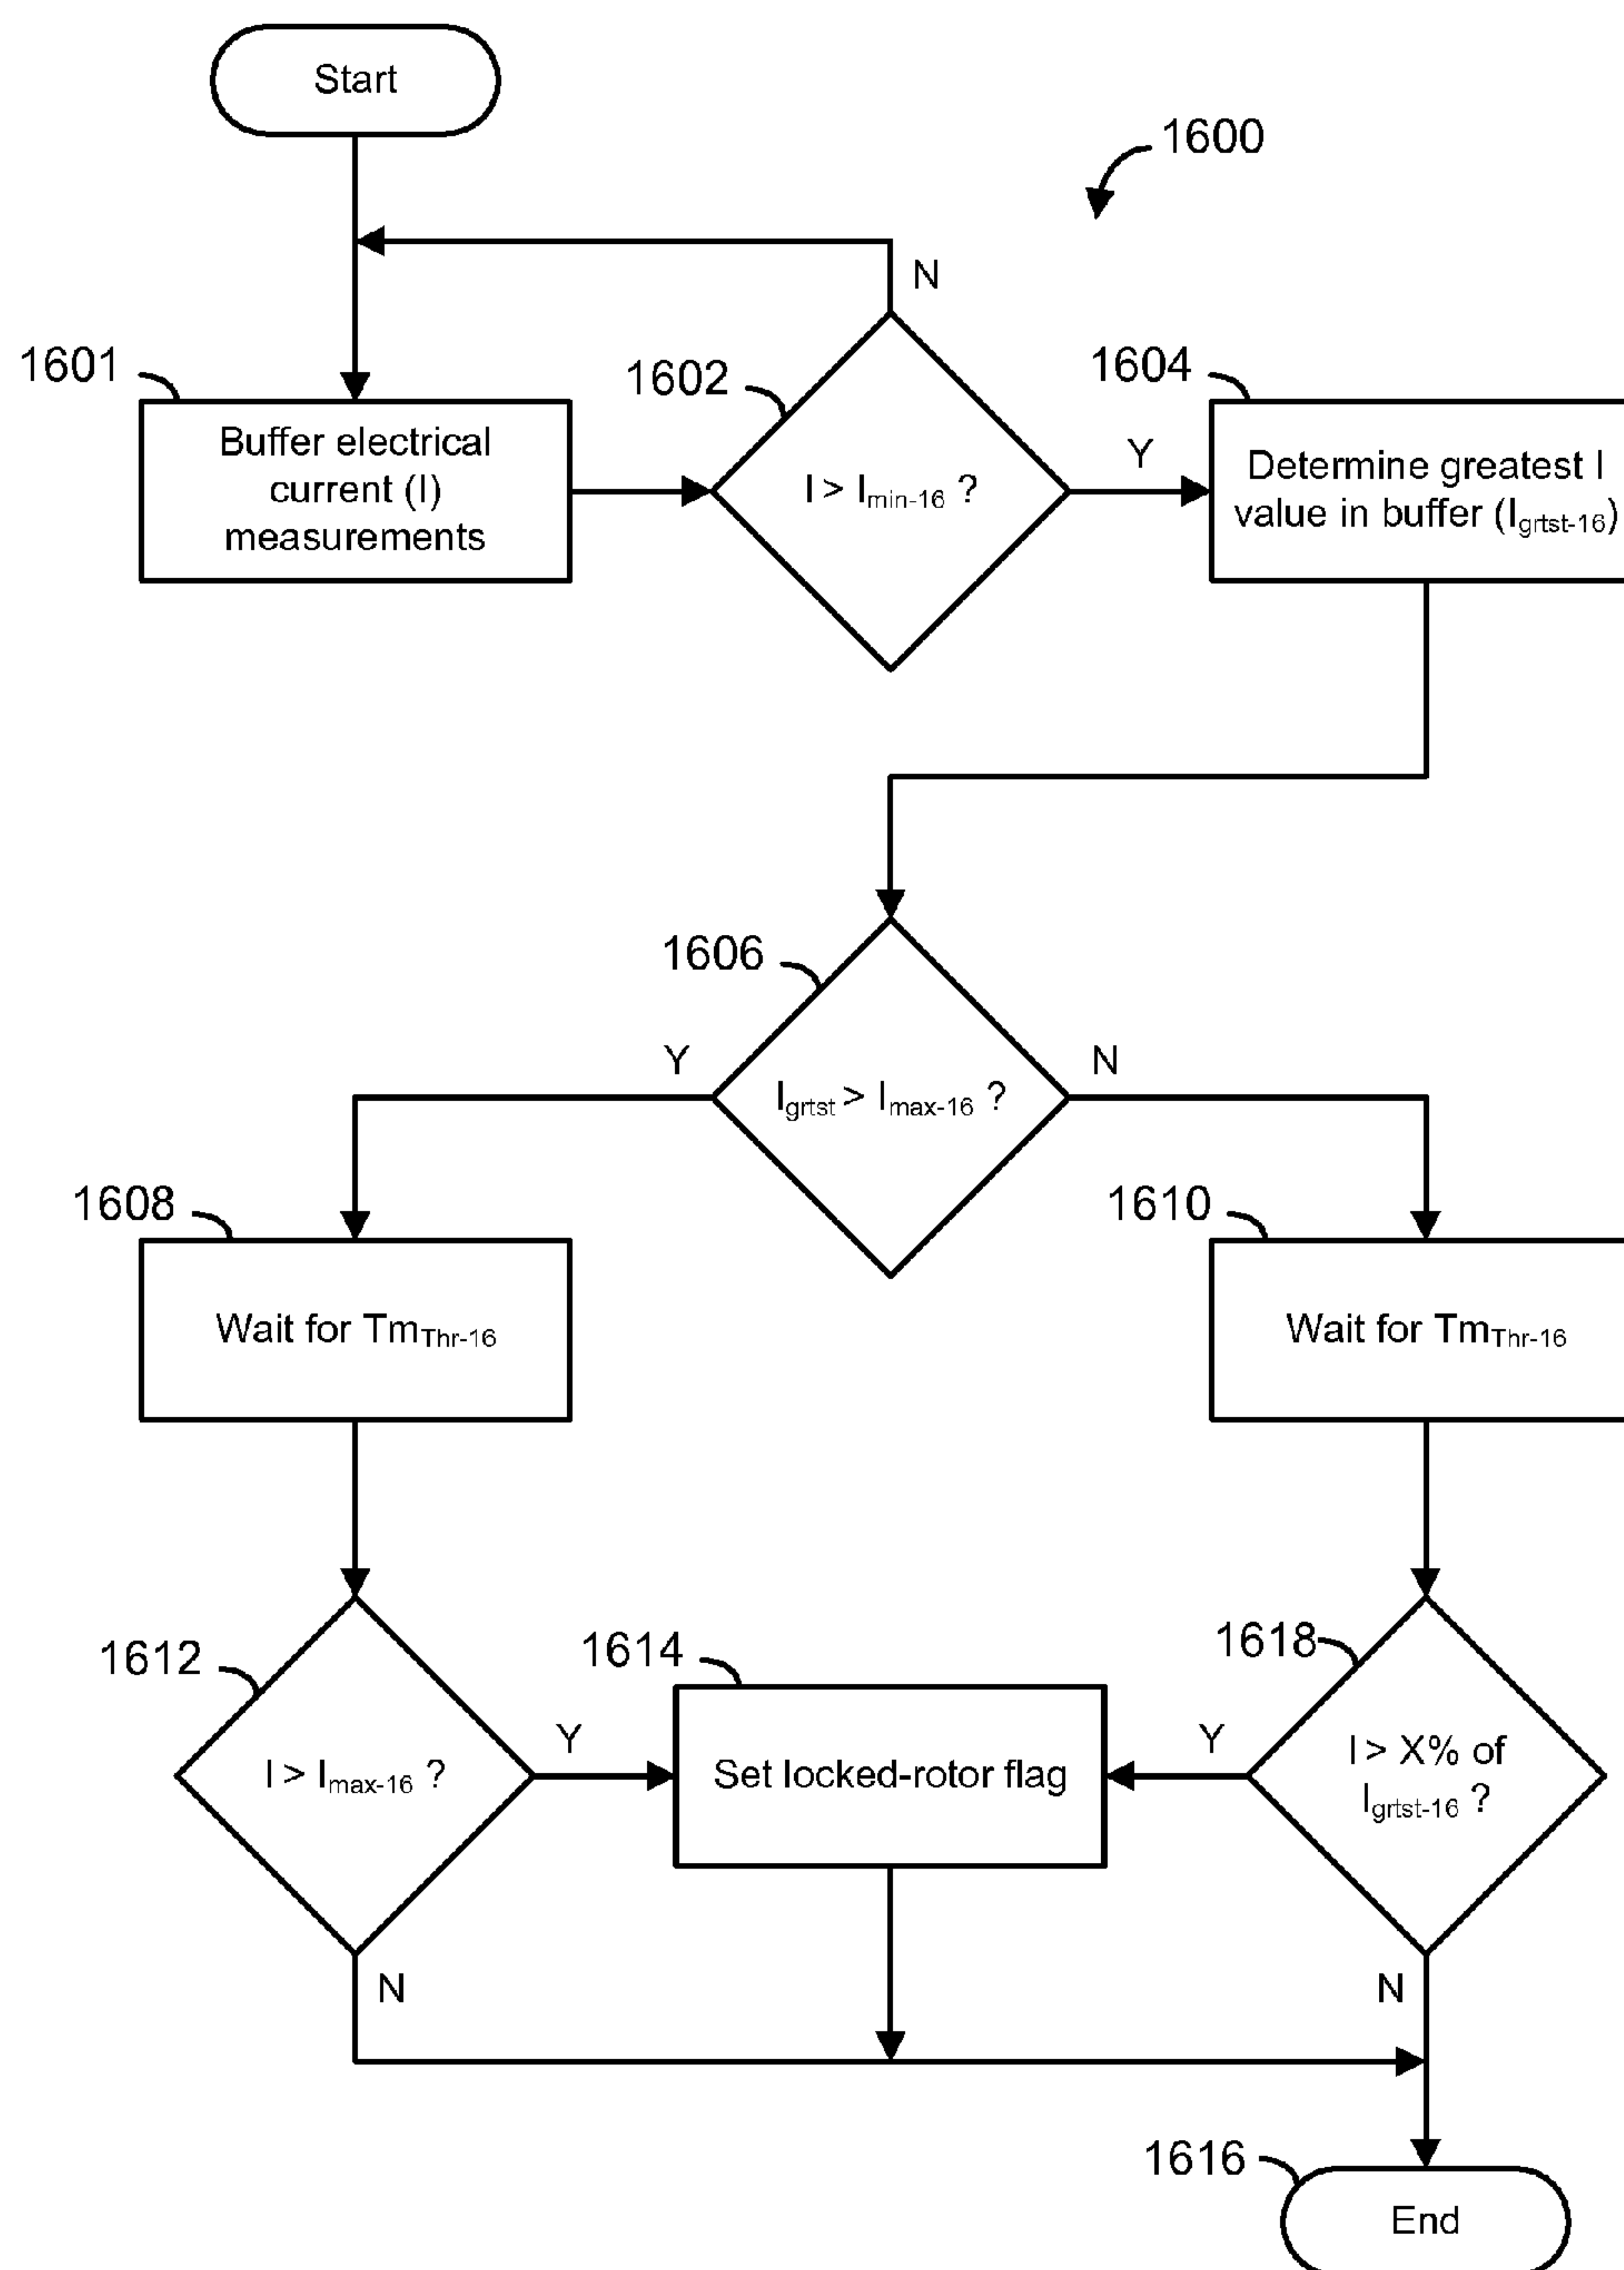 Start
1600
N
1601
1602
1604
Buffer electrical
current (I)
measurements
I > Imin-16 ?
Y
Determine greatest I
value in buffer (Igrtst-16)
1606
Y
N
Igrtst > Imax-16 ?
1608
1610
Wait for TmThr-16
Wait for TmThr-16
1612
1614
1618
I > Imax-16 ?
Y
Set locked-rotor flag
Y
I > X% of
Igrtst-16 ?
N
N
1616
End